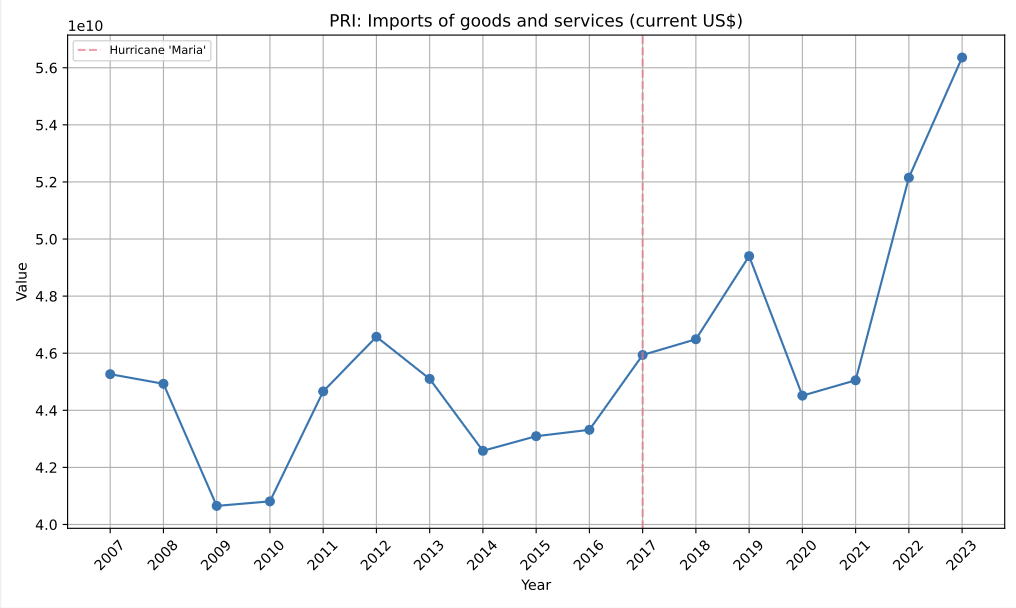 PRI: Imports of goods and services (current US$)
1e10
Hurricane 'Maria'
5.6
5.4
5.2
5.0
4.8
4.6
4.4
4.2
4.0
Value
2007 2008 2009 2010 2011 2012 2013 2014 2015 2016 2017 2018 2019 2020 2021 2022 2023
Year